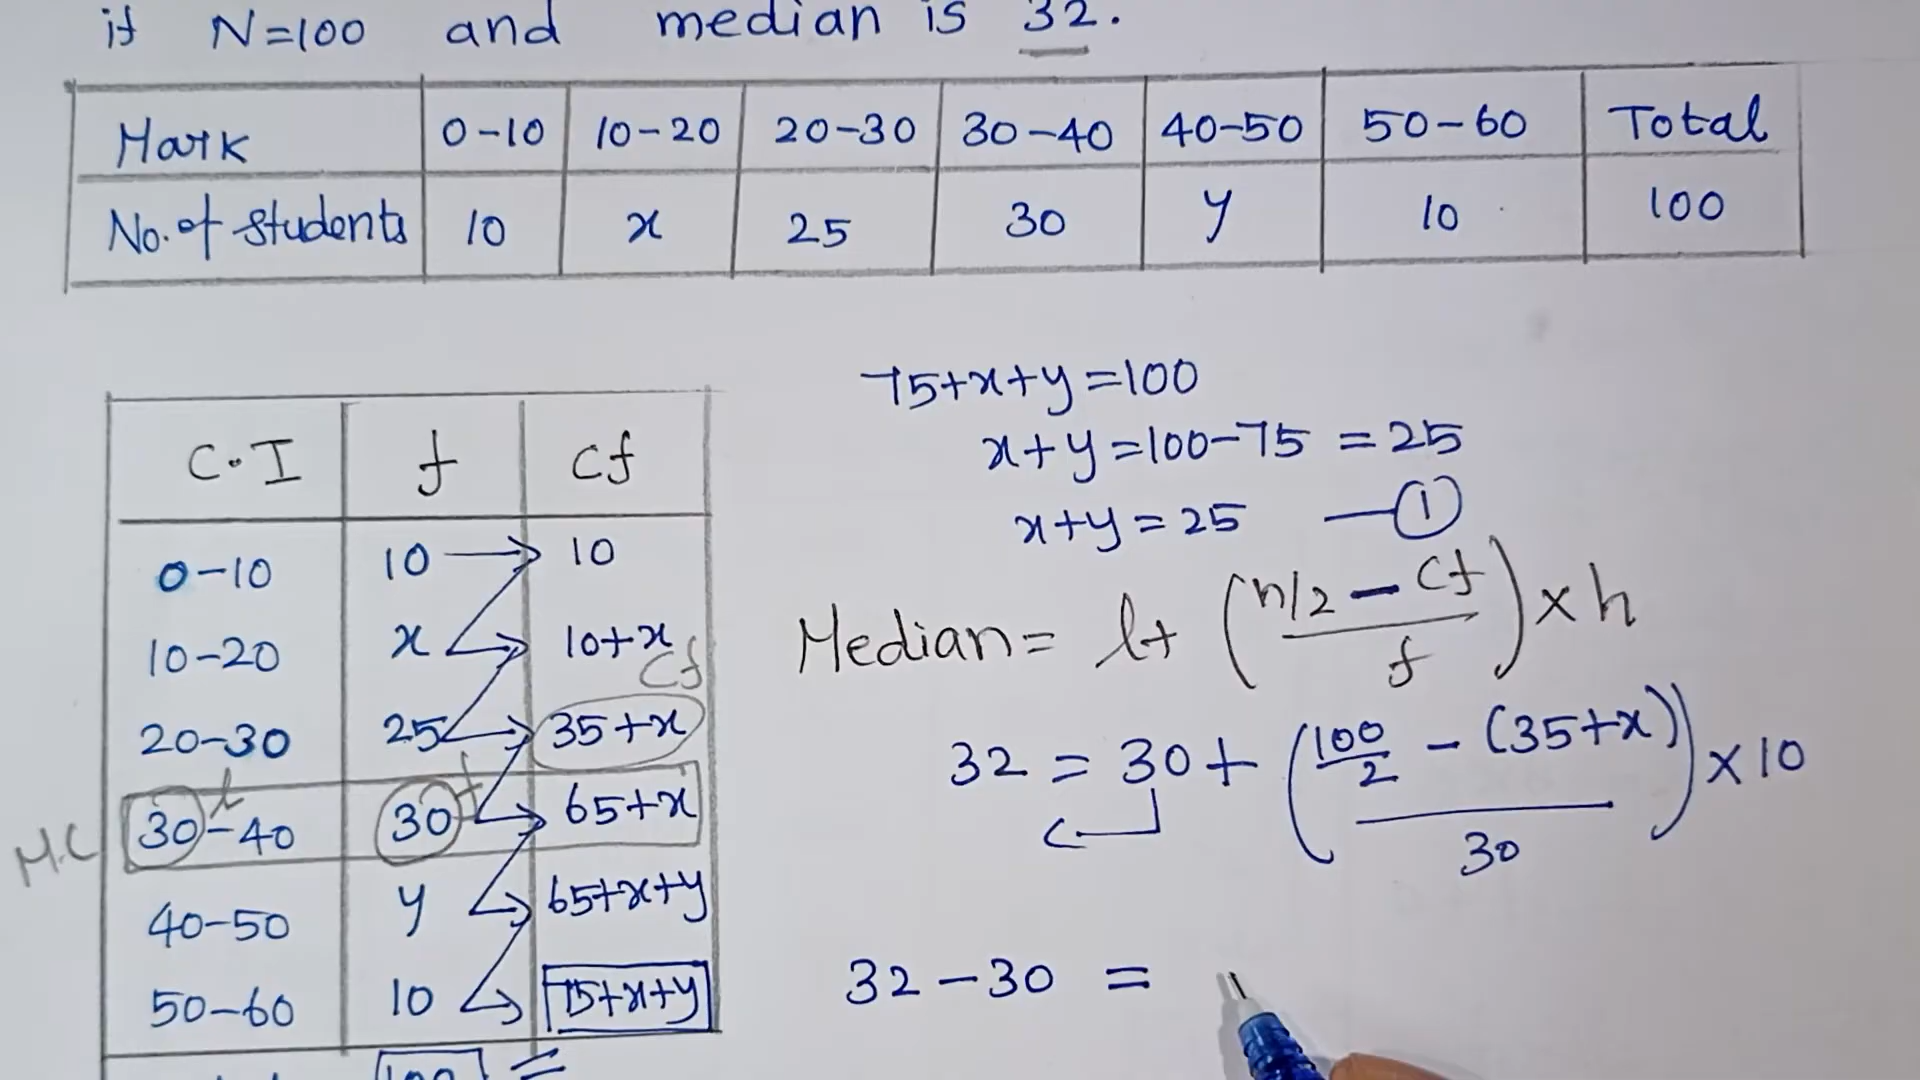 if N=100 and median is 32.
Mark 0-10 10-20 20-30 30-40 40-50 50-60 Total
No. of students 10 x 25 30 y 10 100
75+x+y=100
x+y=100-75 = 25
x+y=25 —①
Median = l+ (n/2 - Cf / f) × h
32 = 30+ (100/2 - (35+x) / 30) × 10
32-30 =
C.I f Cf
0-10 10 10
10-20 x 10+x
Cf
20-30 25 35+x
l f
M.C 30-40 30 65+x
40-50 y 65+x+y
50-60 10 75+x+y
100 =